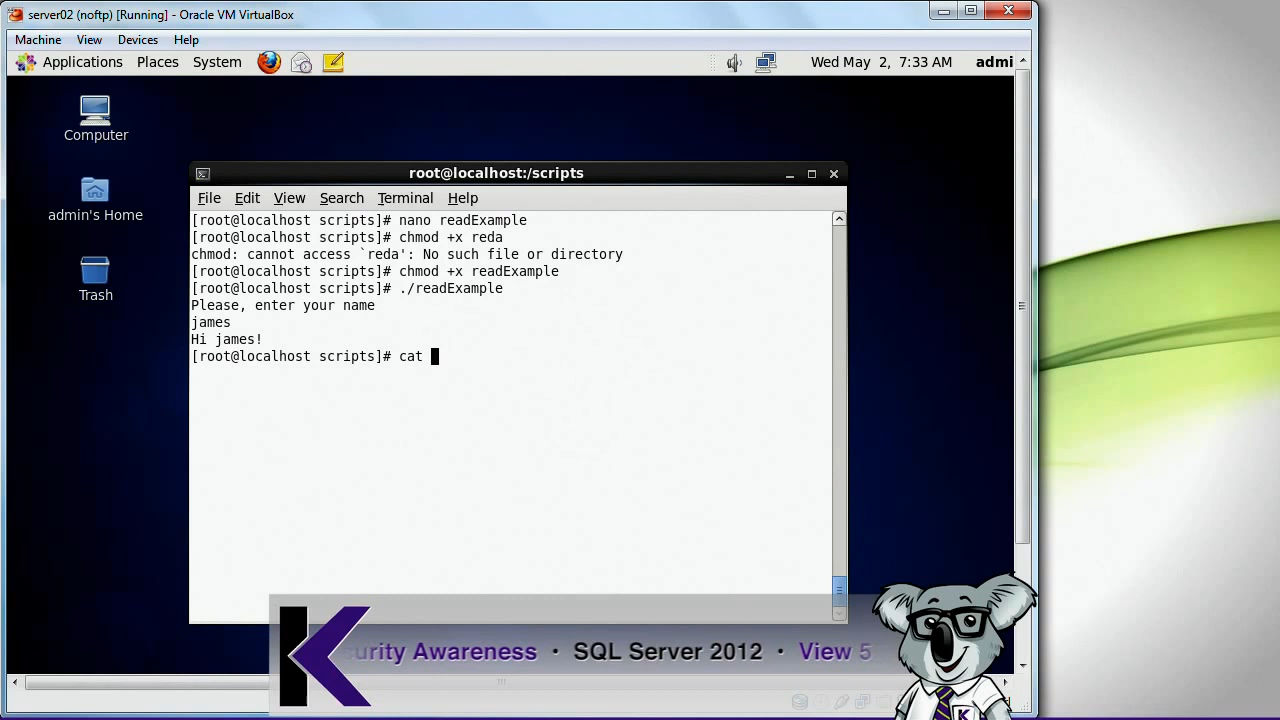 server02 (noftp) [Running] - Oracle VM VirtualBox
Machine View Devices Help
Applications Places System Wed May 2, 7:33 AM admi
Computer
admin's Home
Trash
root@localhost:/scripts
File Edit View Search Terminal Help
[root@localhost scripts]# nano readExample
[root@localhost scripts]# chmod +x reda
chmod: cannot access `reda': No such file or directory
[root@localhost scripts]# chmod +x readExample
[root@localhost scripts]# ./readExample
Please, enter your name
james
Hi james!
[root@localhost scripts]# cat
K urity Awareness • SQL Server 2012 • View 5
K